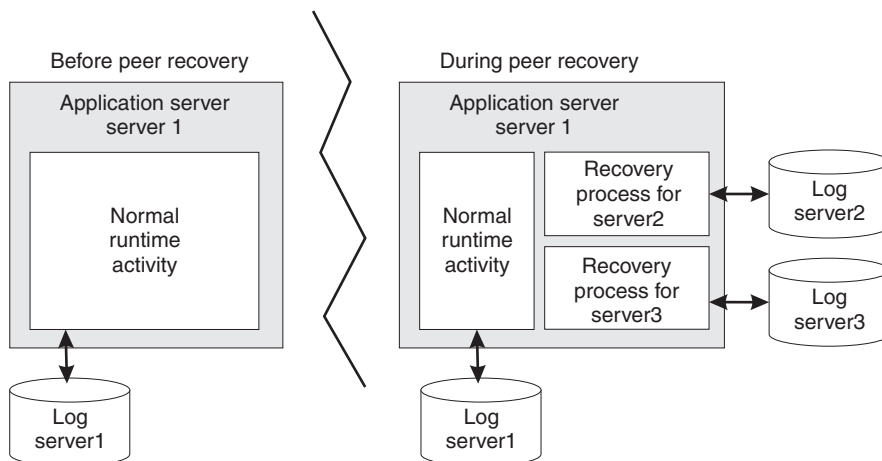 Before peer recovery
Application server
server 1
Normal
runtime
activity
Log
server1
During peer recovery
Application server
server 1
Normal
runtime
activity
Recovery
process for
server2
Recovery
process for
server3
Log
server2
Log
server3
Log
server1